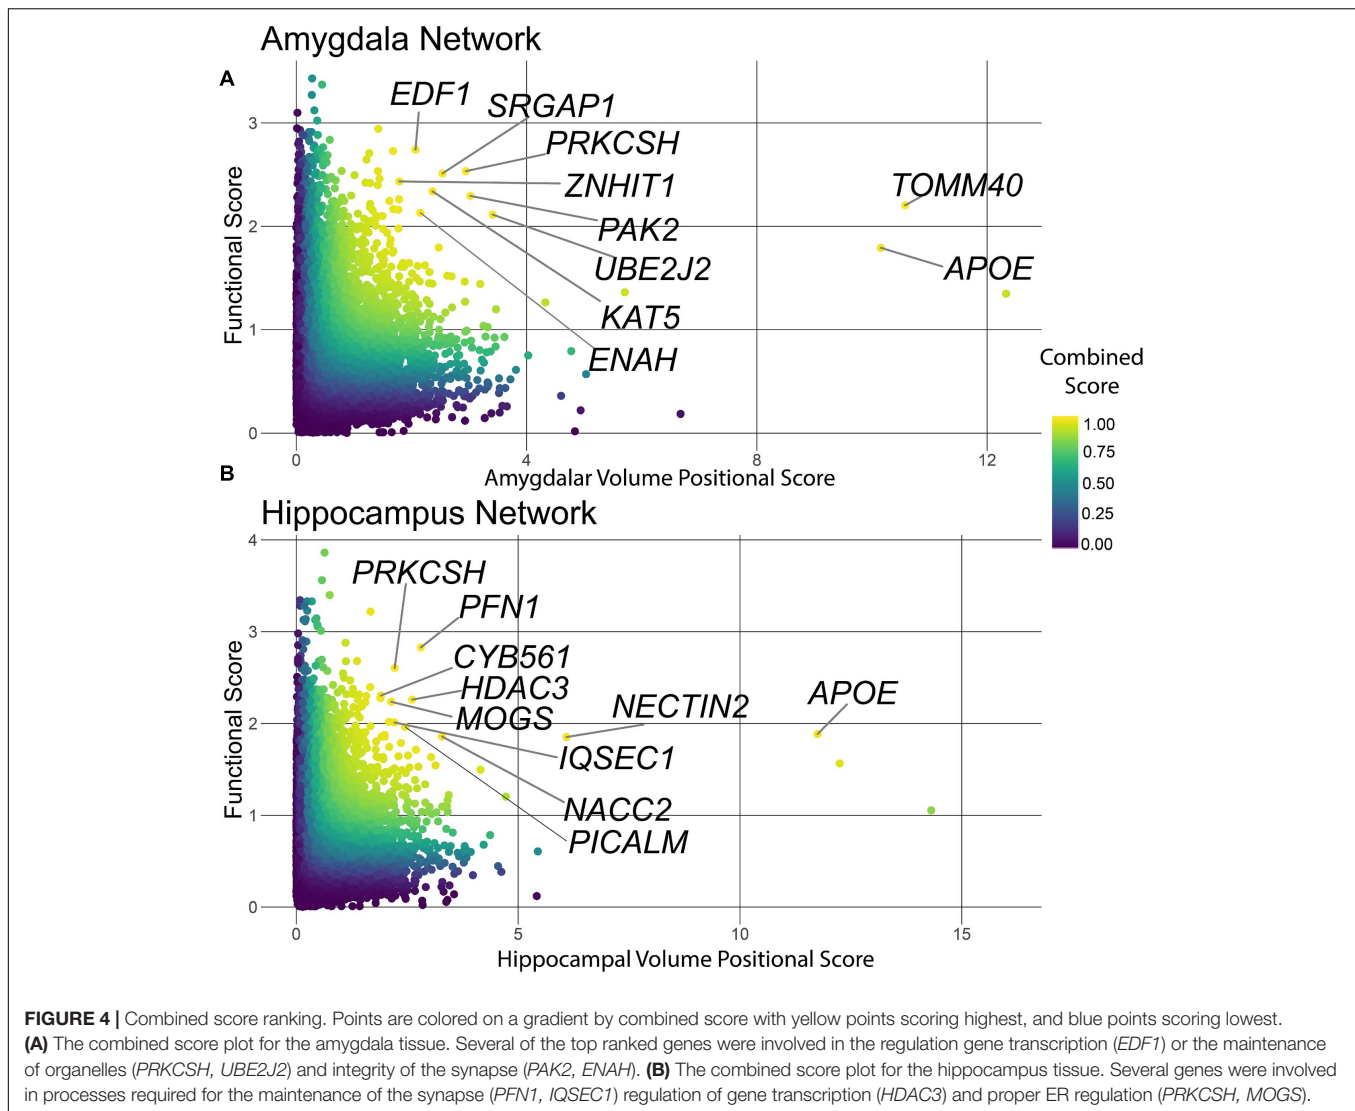 Amygdala Network
A
EDF1
SRGAP1
PRKCSH
ZNHIT1
PAK2
UBE2J2
KAT5
ENAH
TOMM40
APOE
Functional Score
3
2
1
0
0 4 8 12
Amygdalar Volume Positional Score
Combined
Score
1.00
0.75
0.50
0.25
0.00
B
Hippocampus Network
PRKCSH
PFN1
CYB561
HDAC3
MOGS
NECTIN2
APOE
IQSEC1
NACC2
PICALM
Functional Score
4
3
2
1
0
0 5 10 15
Hippocampal Volume Positional Score
FIGURE 4 | Combined score ranking. Points are colored on a gradient by combined score with yellow points scoring highest, and blue points scoring lowest.
(A) The combined score plot for the amygdala tissue. Several of the top ranked genes were involved in the regulation gene transcription (EDF1) or the maintenance
of organelles (PRKCSH, UBE2J2) and integrity of the synapse (PAK2, ENAH). (B) The combined score plot for the hippocampus tissue. Several genes were involved
in processes required for the maintenance of the synapse (PFN1, IQSEC1) regulation of gene transcription (HDAC3) and proper ER regulation (PRKCSH, MOGS).